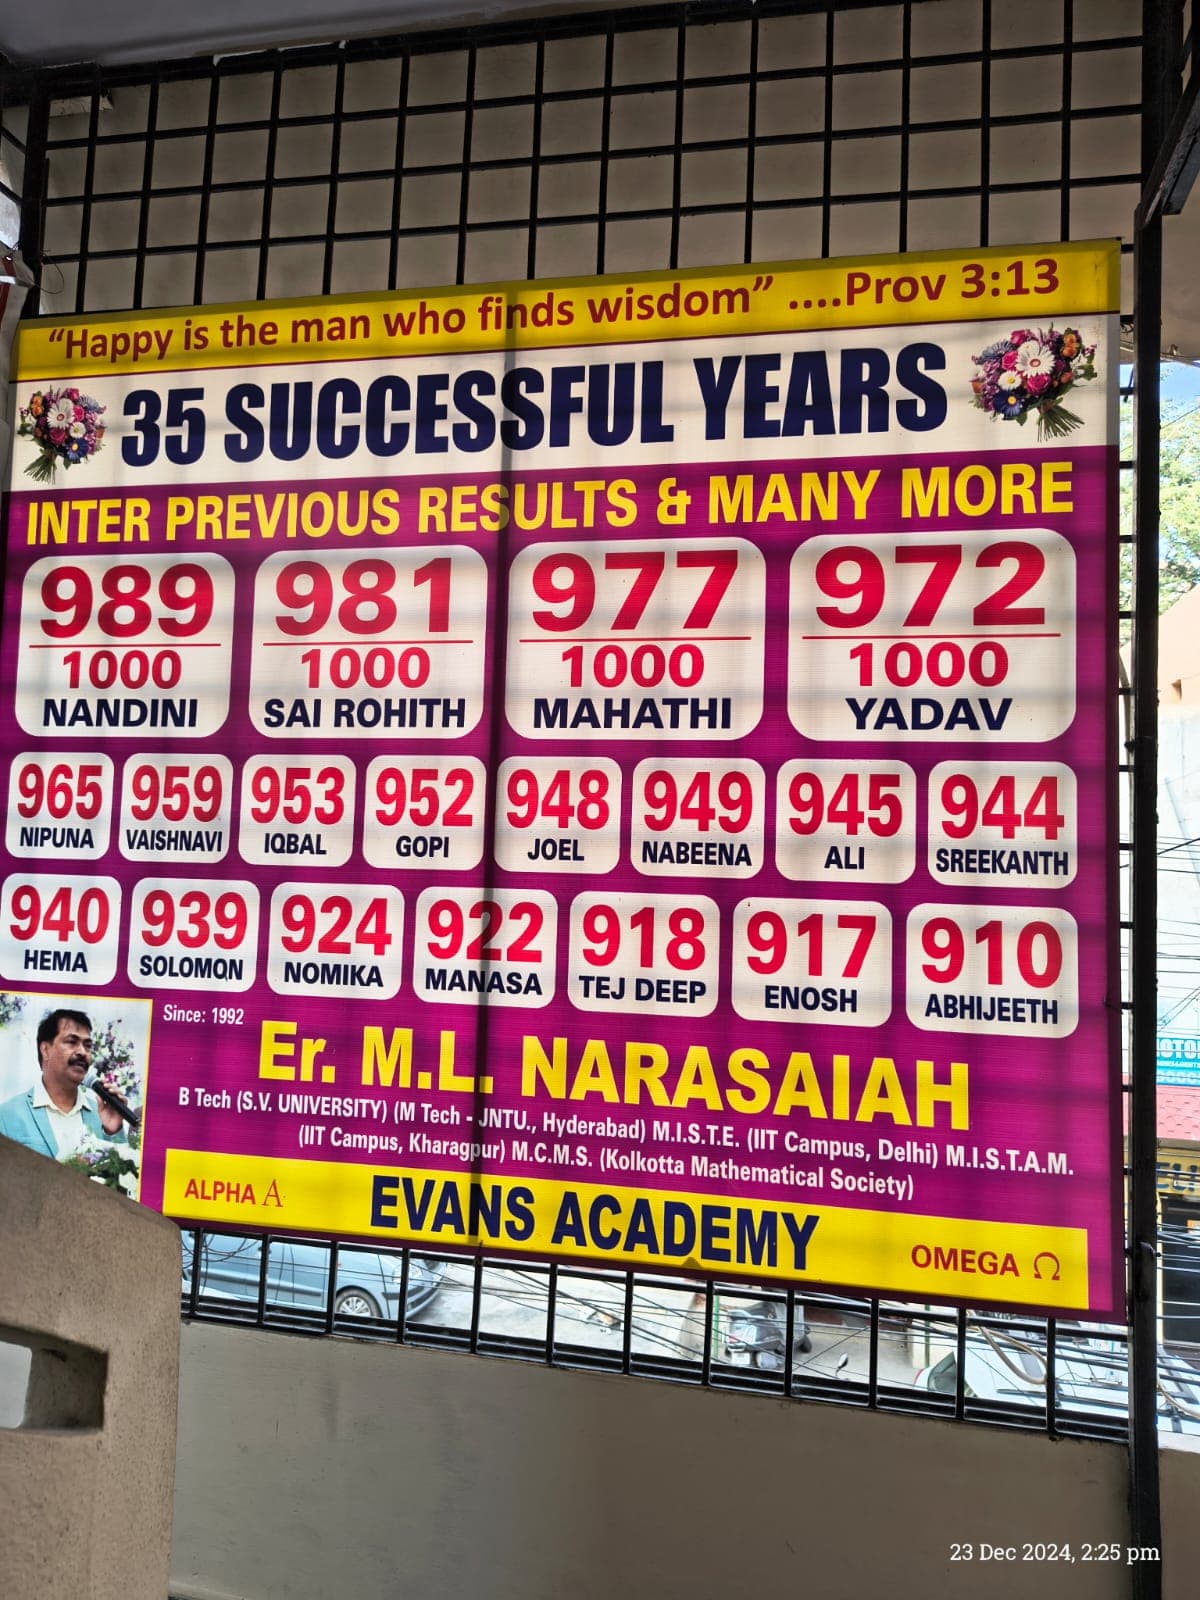 “Happy is the man who finds wisdom” ....Prov 3:13
35 SUCCESSFUL YEARS
INTER PREVIOUS RESULTS & MANY MORE
989 981 977 972
1000 1000 1000 1000
NANDINI SAI ROHITH MAHATHI YADAV
965 959 953 952 948 949 945 944
NIPUNA VAISHNAVI IQBAL GOPI JOEL NABEENA ALI SREEKANTH
940 939 924 922 918 917 910
HEMA SOLOMON NOMIKA MANASA TEJ DEEP ENOSH ABHIJEETH
Since: 1992
Er. M.L. NARASAIAH
B Tech (S.V. UNIVERSITY) (M Tech - JNTU., Hyderabad) M.I.S.T.E. (IIT Campus, Delhi) M.I.S.T.A.M.
(IIT Campus, Kharagpur) M.C.M.S. (Kolkotta Mathematical Society)
ALPHA Α EVANS ACADEMY OMEGA Ω
23 Dec 2024, 2:25 pm